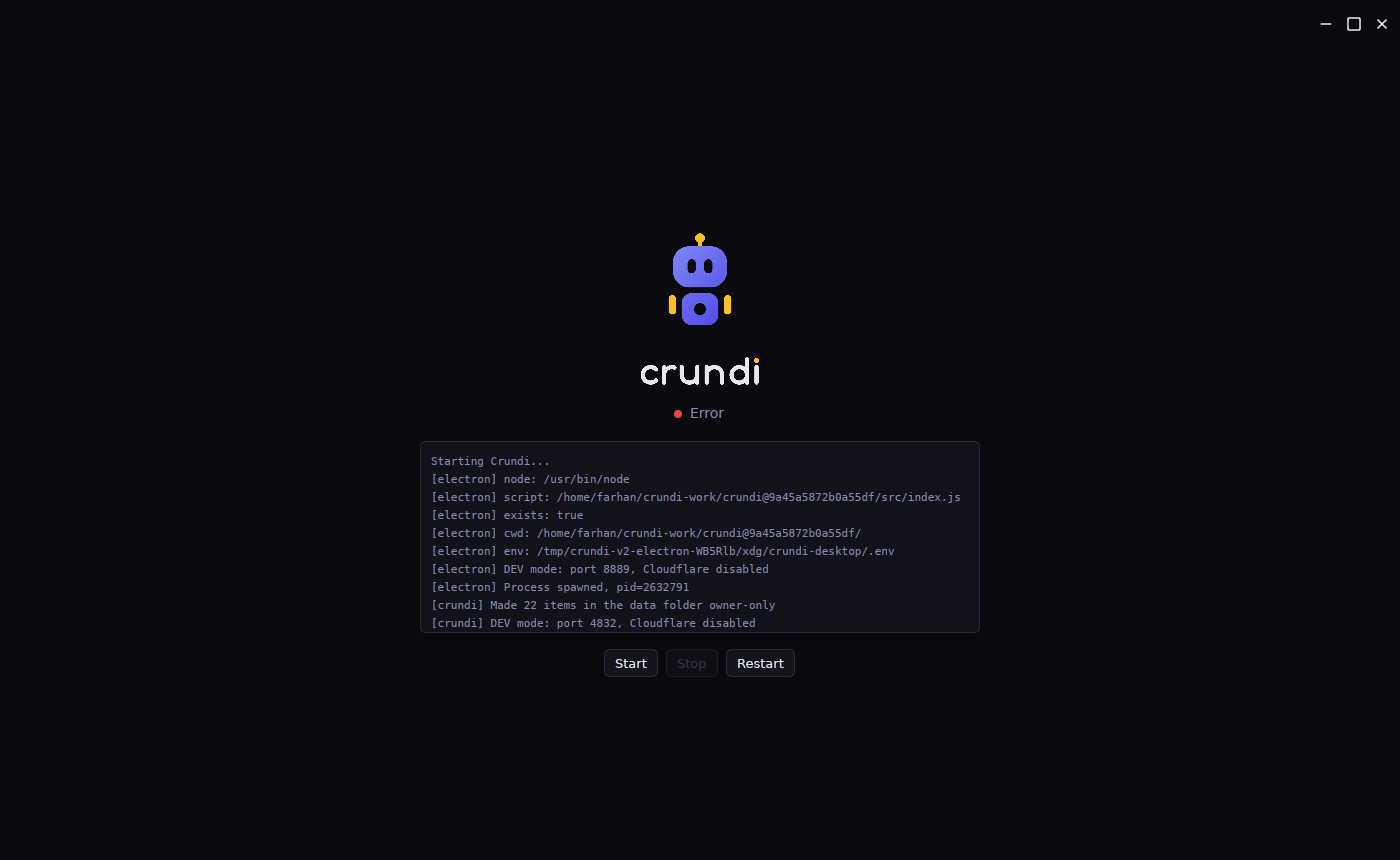 crundi
Error
Starting Crundi...
[electron] node: /usr/bin/node
[electron] script: /home/farhan/crundi-work/crundi@9a45a5872b0a55df/src/index.js
[electron] exists: true
[electron] cwd: /home/farhan/crundi-work/crundi@9a45a5872b0a55df/
[electron] env: /tmp/crundi-v2-electron-WB5Rlb/xdg/crundi-desktop/.env
[electron] DEV mode: port 8889, Cloudflare disabled
[electron] Process spawned, pid=2632791
[crundi] Made 22 items in the data folder owner-only
[crundi] DEV mode: port 4832, Cloudflare disabled
Start Stop Restart